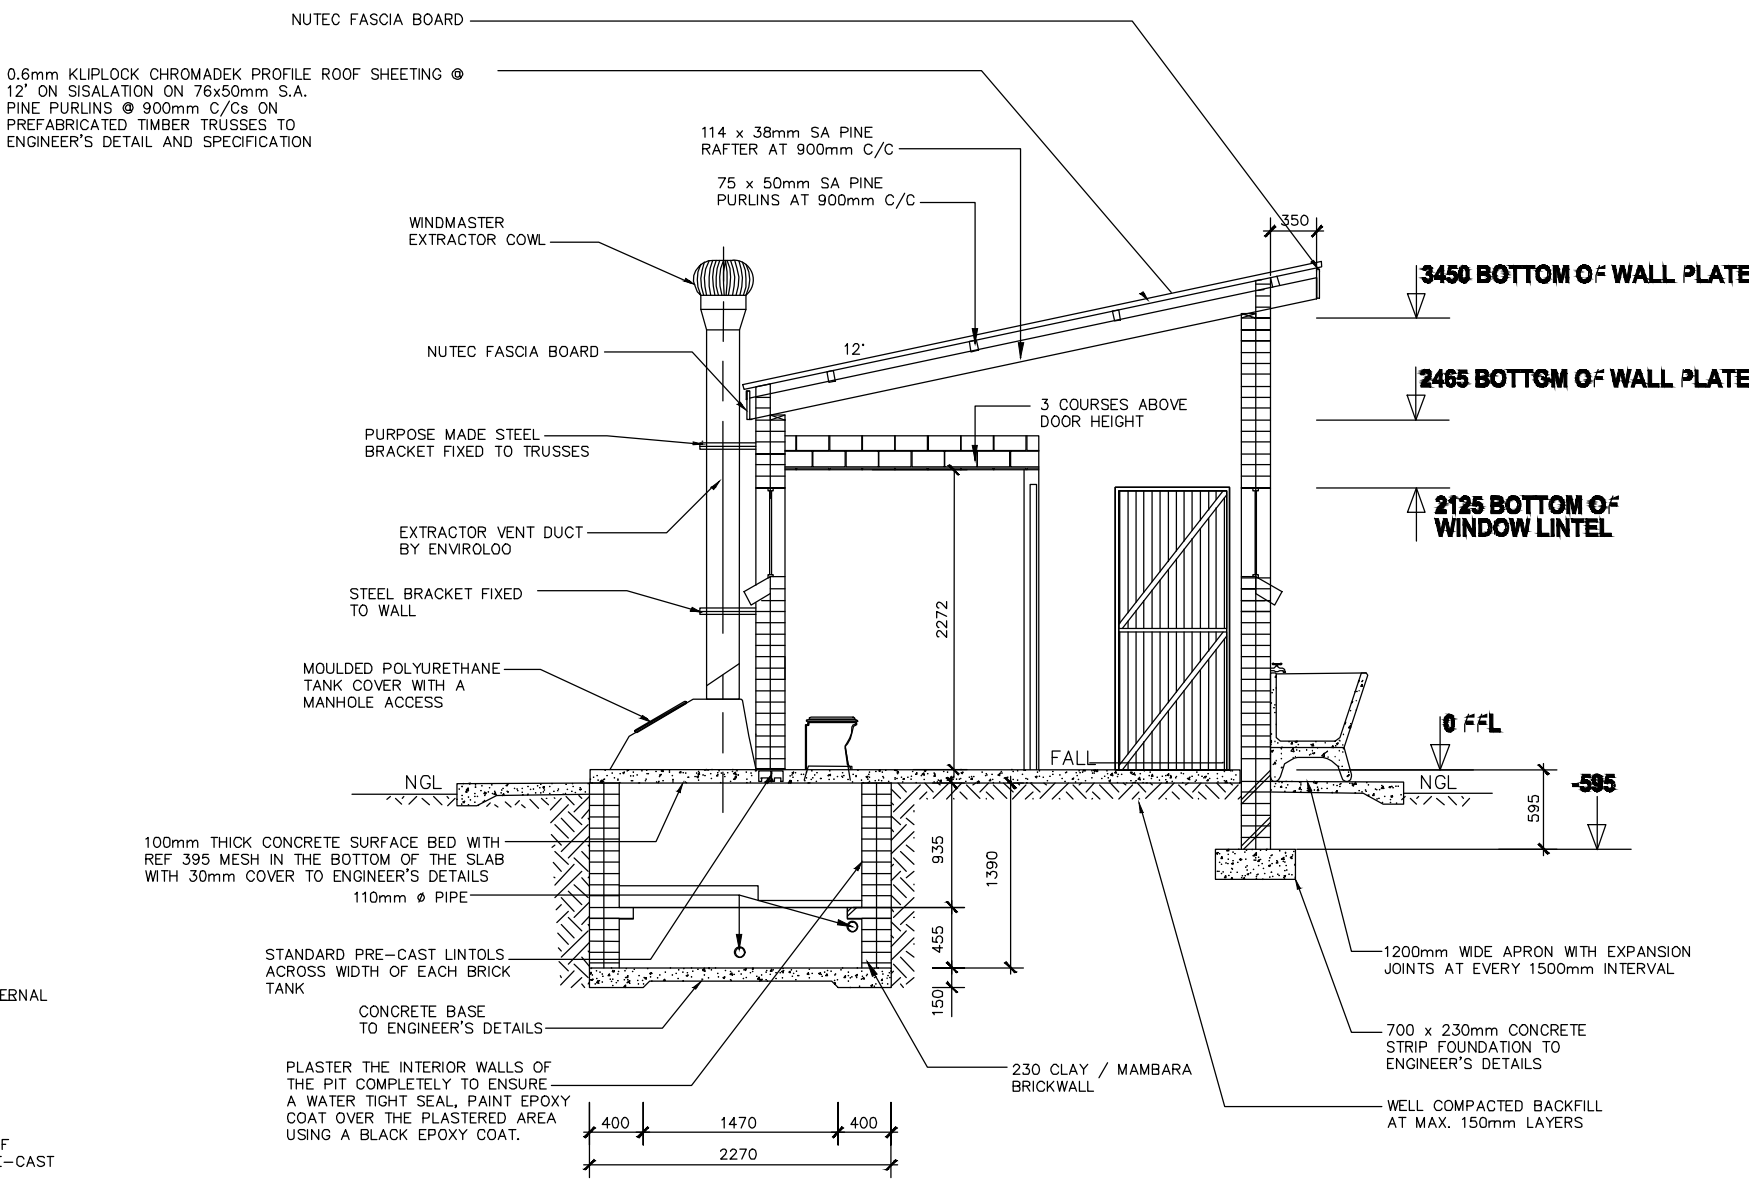 NUTEC FASCIA BOARD
0.6mm KLIPLOCK CHROMADEK PROFILE ROOF SHEETING @
12° ON SISALATION ON 76x50mm S.A.
PINE PURLINS @ 900mm C/Cs ON
PREFABRICATED TIMBER TRUSSES TO
ENGINEER'S DETAIL AND SPECIFICATION
114 x 38mm SA PINE
RAFTER AT 900mm C/C
75 x 50mm SA PINE
PURLINS AT 900mm C/C
WINDMASTER
EXTRACTOR COWL
350
3450 BOTTOM OF WALL PLATE
NUTEC FASCIA BOARD
12°
2465 BOTTOM OF WALL PLATE
3 COURSES ABOVE
DOOR HEIGHT
PURPOSE MADE STEEL
BRACKET FIXED TO TRUSSES
2125 BOTTOM OF
WINDOW LINTEL
EXTRACTOR VENT DUCT
BY ENVIROLOO
STEEL BRACKET FIXED
TO WALL
2272
MOULDED POLYURETHANE
TANK COVER WITH A
MANHOLE ACCESS
0 FFL
FALL
NGL
NGL
-595
595
100mm THICK CONCRETE SURFACE BED WITH
REF 395 MESH IN THE BOTTOM OF THE SLAB
WITH 30mm COVER TO ENGINEER'S DETAILS
935
1390
110mm ø PIPE
455
STANDARD PRE-CAST LINTOLS
ACROSS WIDTH OF EACH BRICK
TANK
1200mm WIDE APRON WITH EXPANSION
JOINTS AT EVERY 1500mm INTERVAL
ERNAL
150
CONCRETE BASE
TO ENGINEER'S DETAILS
700 x 230mm CONCRETE
STRIP FOUNDATION TO
ENGINEER'S DETAILS
PLASTER THE INTERIOR WALLS OF
THE PIT COMPLETELY TO ENSURE
A WATER TIGHT SEAL, PAINT EPOXY
COAT OVER THE PLASTERED AREA
USING A BLACK EPOXY COAT.
230 CLAY / MAMBARA
BRICKWALL
WELL COMPACTED BACKFILL
AT MAX. 150mm LAYERS
400
1470
400
2270
F
E-CAST